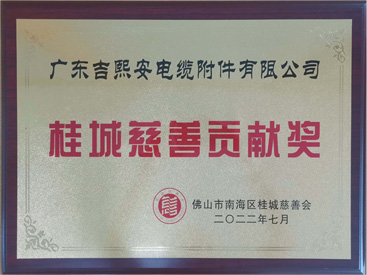 广东吉熙安电缆附件有限公司
桂城慈善贡献奖
佛山市南海区桂城慈善会
二〇二二年七月